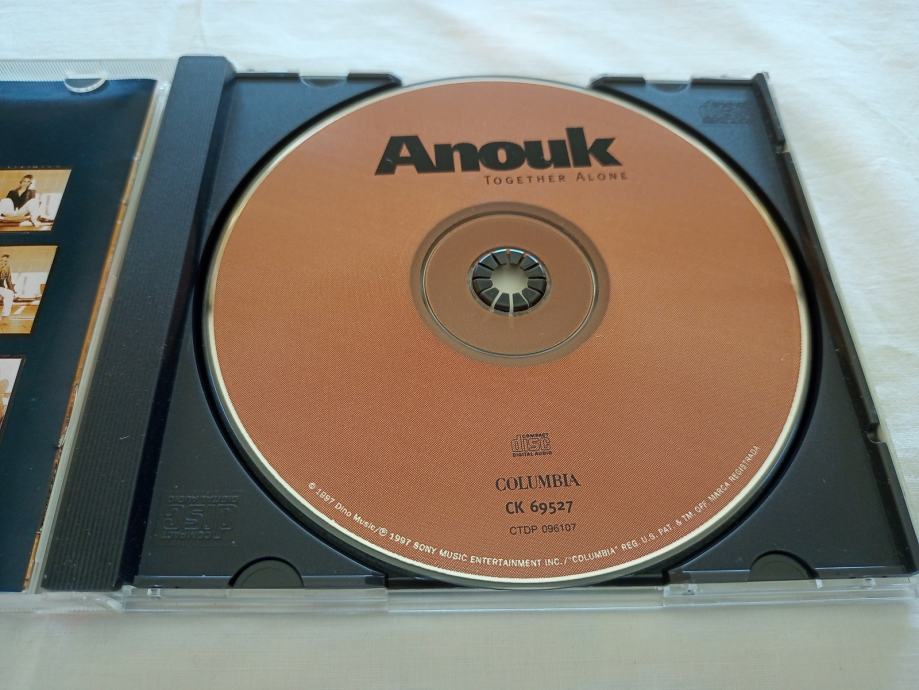 Anouk
TOGETHER ALONE
COMPACT
disc
DIGITAL AUDIO
COLUMBIA
CK 69527
CTDP 096107
© 1997 Dino Music/℗ 1997 SONY MUSIC ENTERTAINMENT INC./"COLUMBIA" REG. U.S. PAT. & TM. OFF. MARCA REGISTRADA